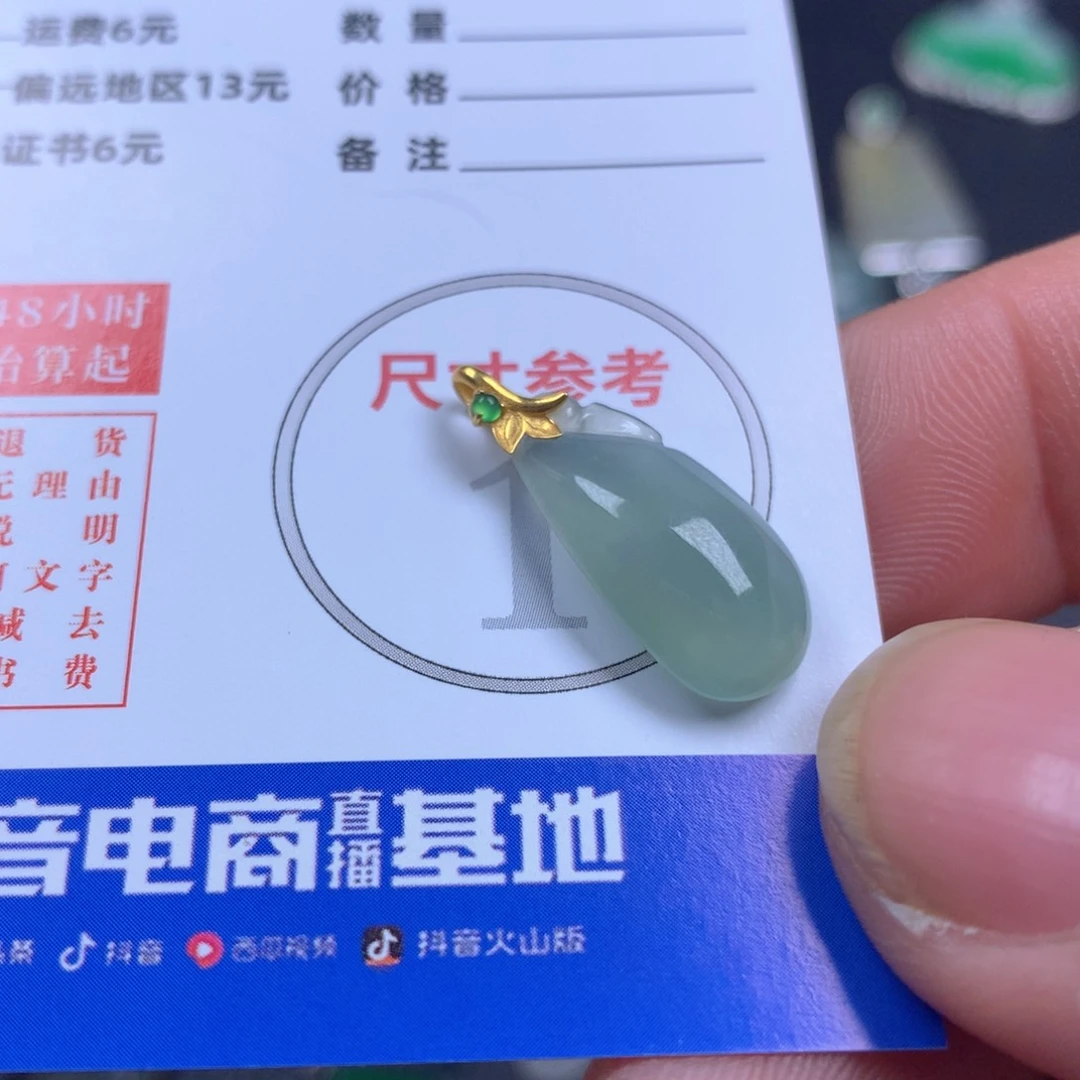 运费6元
偏远地区13元
证书6元
数量
价格
备注
48小时
始算起
退货
无理由
说明
文字
减去
书费
尺寸参考
1
音电商直播基地
抖音
西瓜视频
抖音火山版